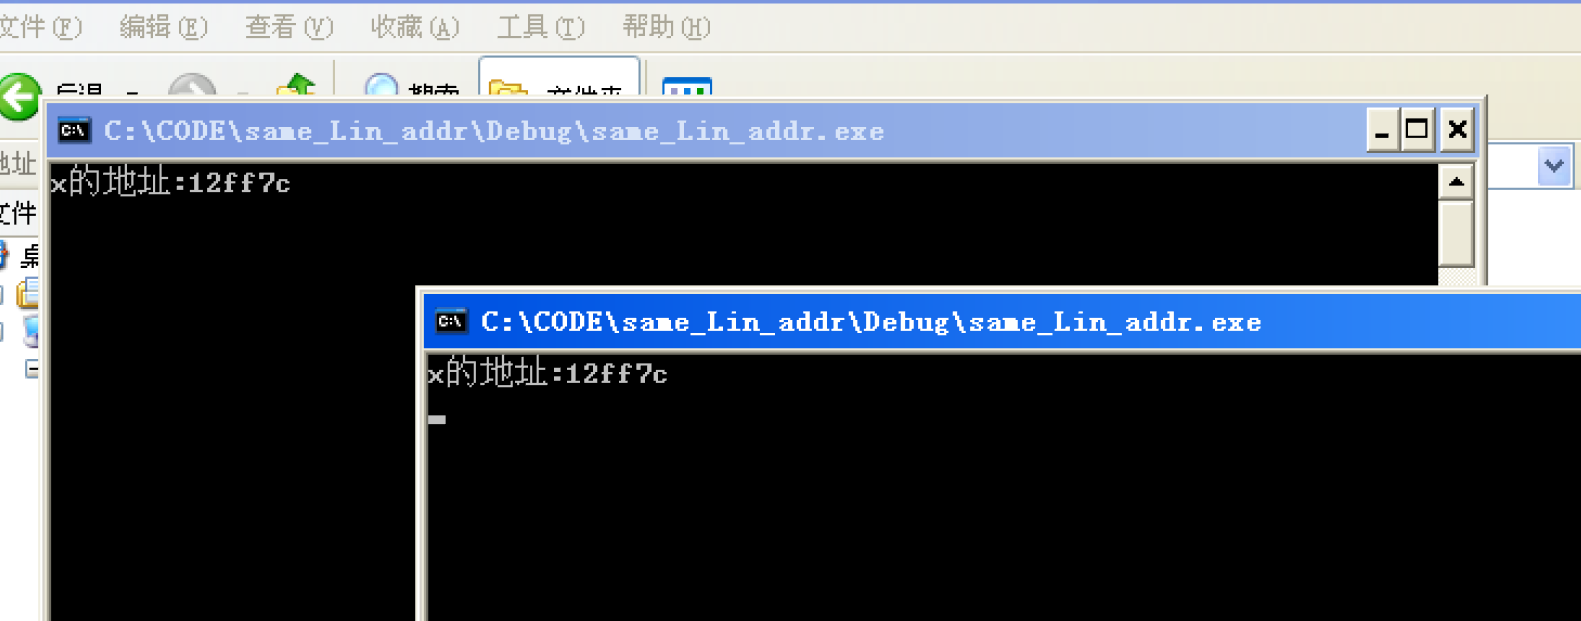 文件(F) 编辑(E) 查看(V) 收藏(A) 工具(T) 帮助(H)
后退 搜索 文件夹
C:\CODE\same_Lin_addr\Debug\same_Lin_addr.exe
地址
x的地址:12ff7c
文件
桌
C:\CODE\same_Lin_addr\Debug\same_Lin_addr.exe
x的地址:12ff7c